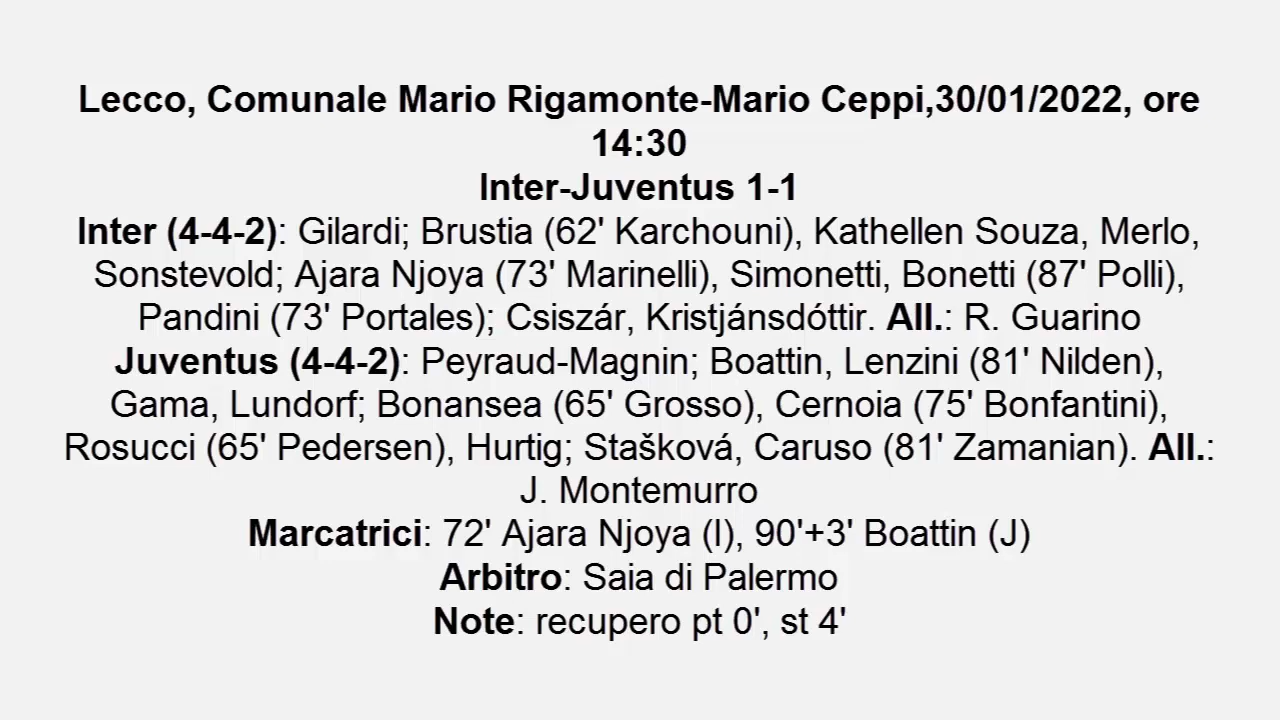 Lecco, Comunale Mario Rigamonte-Mario Ceppi,30/01/2022, ore
14:30
Inter-Juventus 1-1
Inter (4-4-2): Gilardi; Brustia (62' Karchouni), Kathellen Souza, Merlo,
Sonstevold; Ajara Njoya (73' Marinelli), Simonetti, Bonetti (87' Polli),
Pandini (73' Portales); Csiszár, Kristjánsdóttir. All.: R. Guarino
Juventus (4-4-2): Peyraud-Magnin; Boattin, Lenzini (81' Nilden),
Gama, Lundorf; Bonansea (65' Grosso), Cernoia (75' Bonfantini),
Rosucci (65' Pedersen), Hurtig; Stašková, Caruso (81' Zamanian). All.:
J. Montemurro
Marcatrici: 72' Ajara Njoya (I), 90'+3' Boattin (J)
Arbitro: Saia di Palermo
Note: recupero pt 0', st 4'